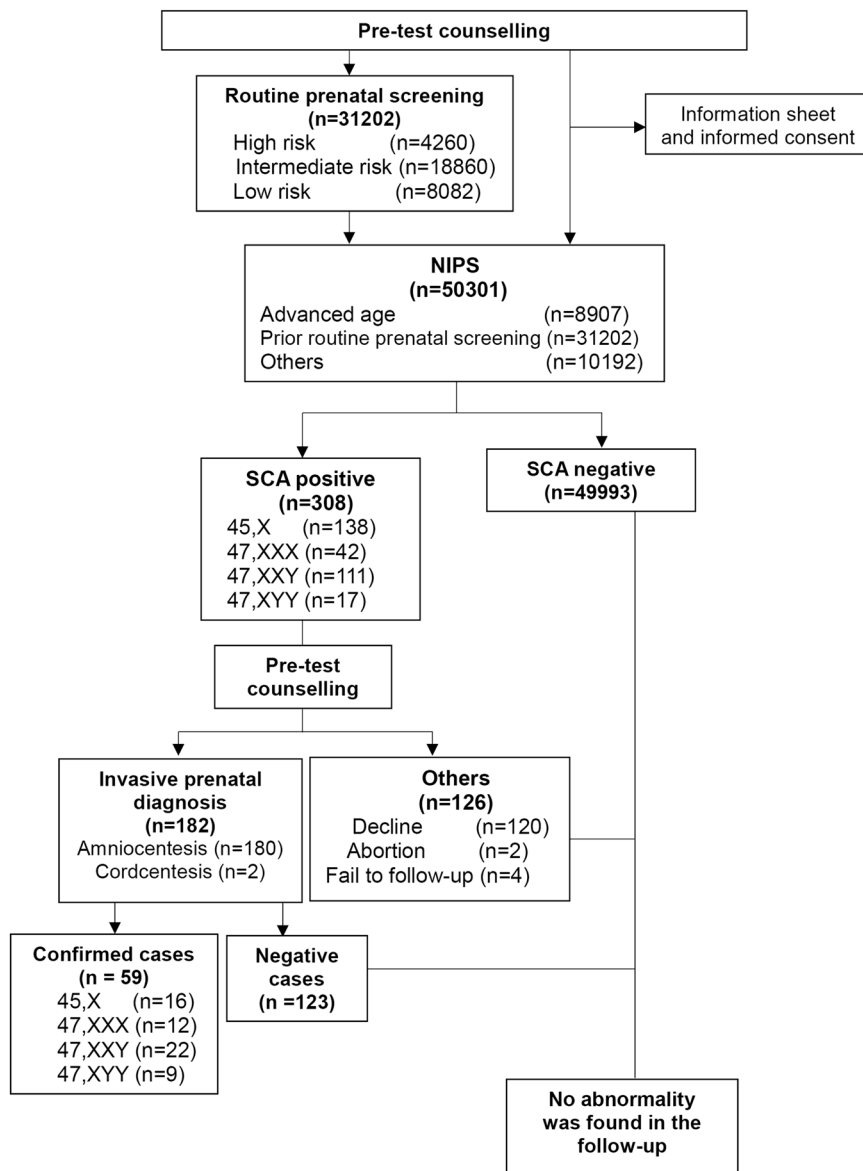 Pre-test counselling
Routine prenatal screening
(n=31202)
High risk (n=4260)
Intermediate risk (n=18860)
Low risk (n=8082)
Information sheet
and informed consent
NIPS
(n=50301)
Advanced age (n=8907)
Prior routine prenatal screening (n=31202)
Others (n=10192)
SCA positive
(n=308)
45,X (n=138)
47,XXX (n=42)
47,XXY (n=111)
47,XYY (n=17)
SCA negative
(n=49993)
Pre-test
counselling
Invasive prenatal
diagnosis
(n=182)
Amniocentesis (n=180)
Cordcentesis (n=2)
Others
(n=126)
Decline (n=120)
Abortion (n=2)
Fail to follow-up (n=4)
Confirmed cases
(n = 59)
45,X (n=16)
47,XXX (n=12)
47,XXY (n=22)
47,XYY (n=9)
Negative
cases
(n =123)
No abnormality
was found in the
follow-up